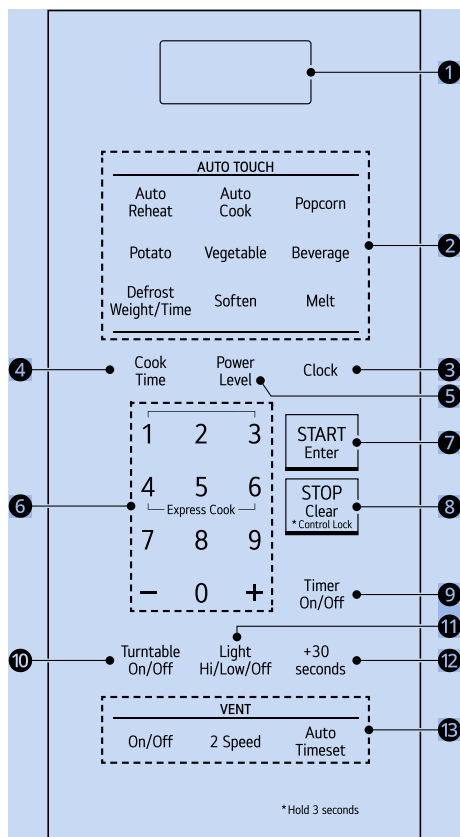 1
AUTO TOUCH
Auto Reheat
Auto Cook
Popcorn
2
Potato
Vegetable
Beverage
Defrost Weight/Time
Soften
Melt
4
Cook Time
Power Level
Clock
3
5
1 2 3
START
Enter
7
4 5 6
Express Cook
6
STOP
Clear
* Control Lock
8
7 8 9
− 0 +
Timer On/Off
9
11
10
Turntable On/Off
Light Hi/Low/Off
+30 seconds
12
VENT
13
On/Off
2 Speed
Auto Timeset
* Hold 3 seconds